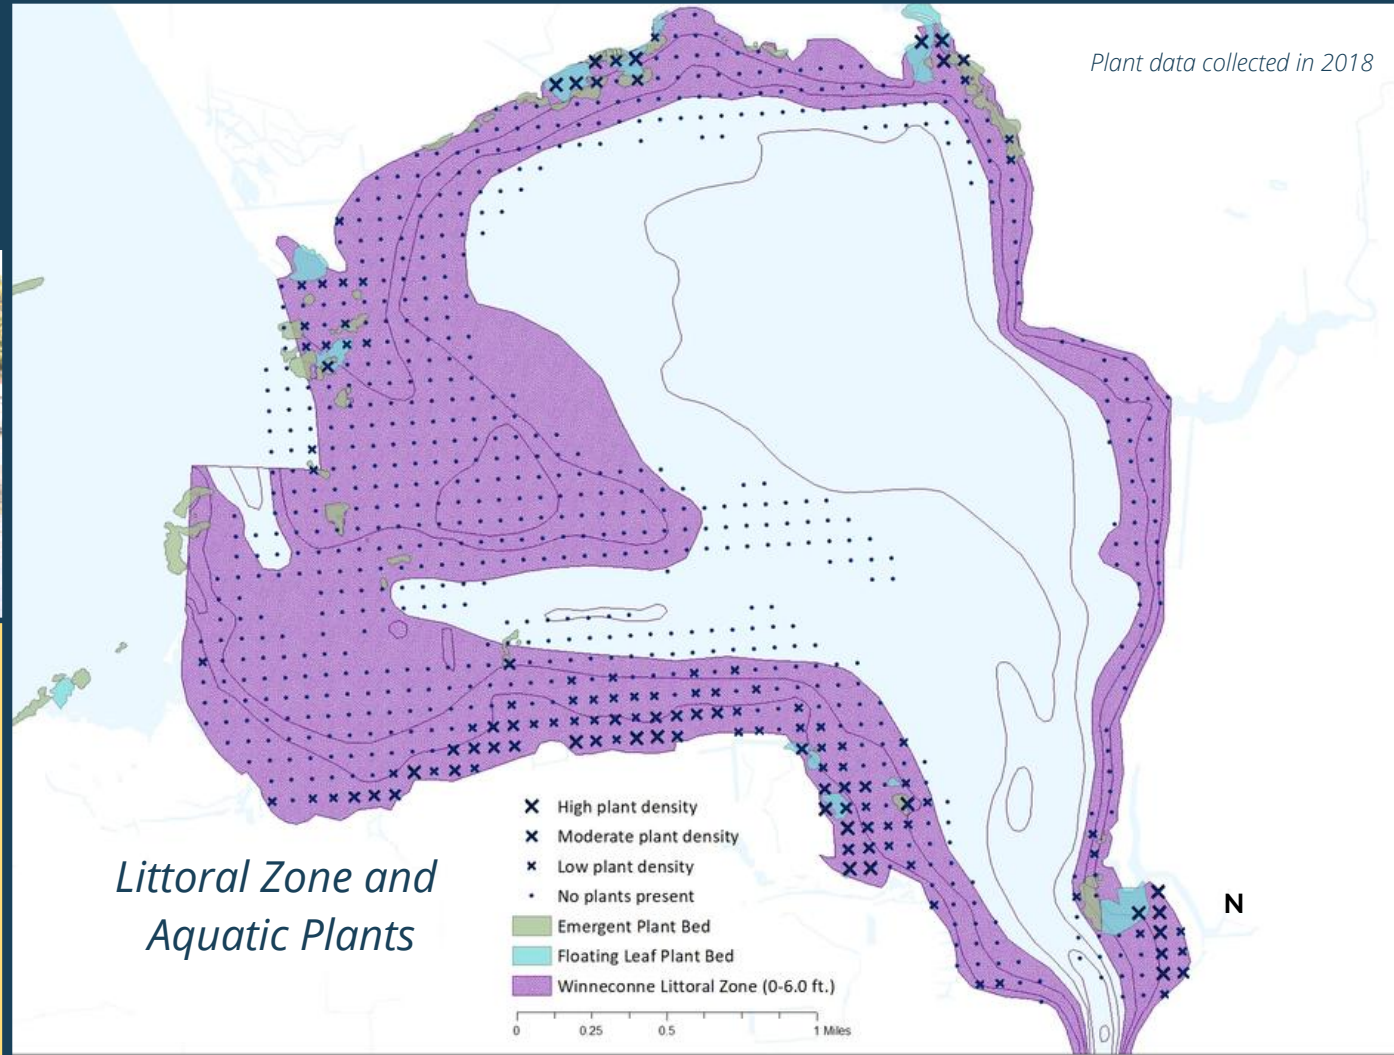 Plant data collected in 2018
High plant density
Moderate plant density
Low plant density
No plants present
Emergent Plant Bed
Floating Leaf Plant Bed
Winneconne Littoral Zone (0-6.0 ft.)
0 0.25 0.5 1 Miles
Littoral Zone and
Aquatic Plants
N